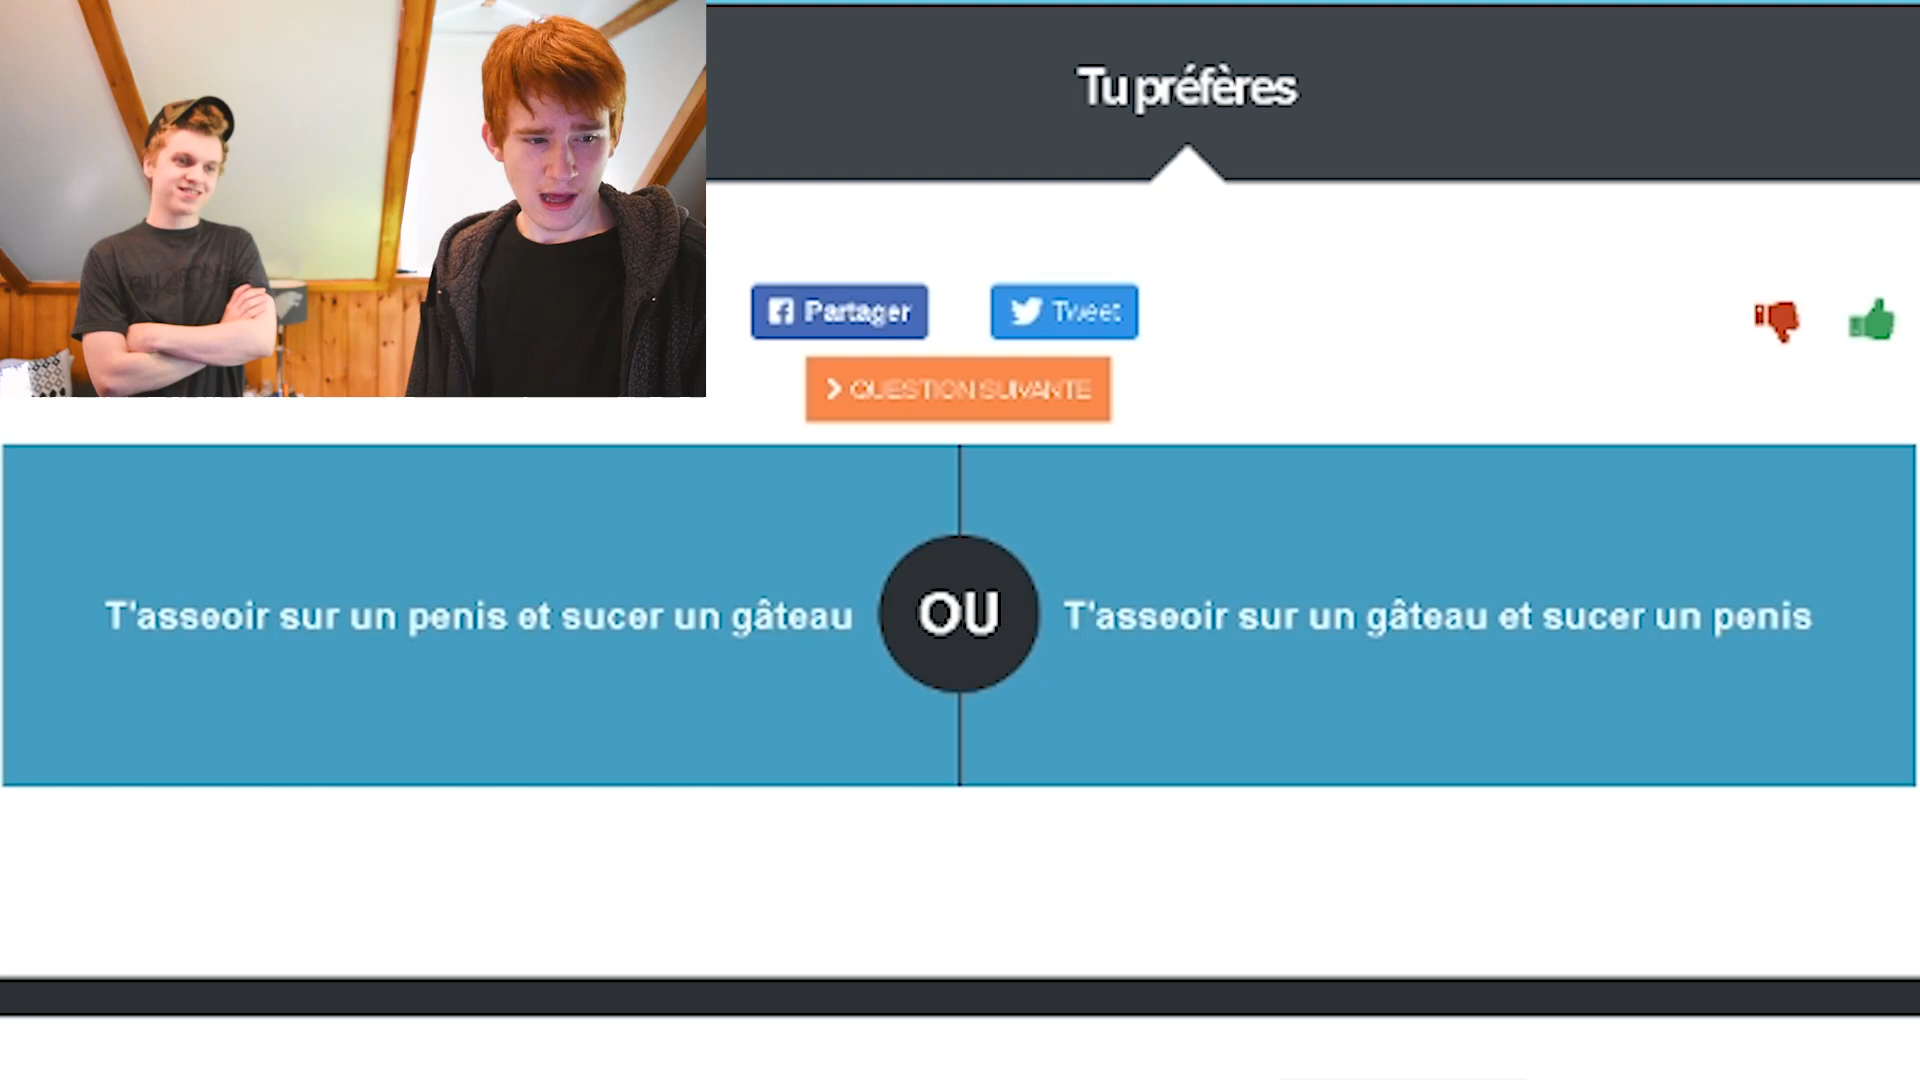 Tu préfères
Partager
Tweet
QUESTION SUIVANTE
T'asseoir sur un penis et sucer un gâteau
OU
T'asseoir sur un gâteau et sucer un penis